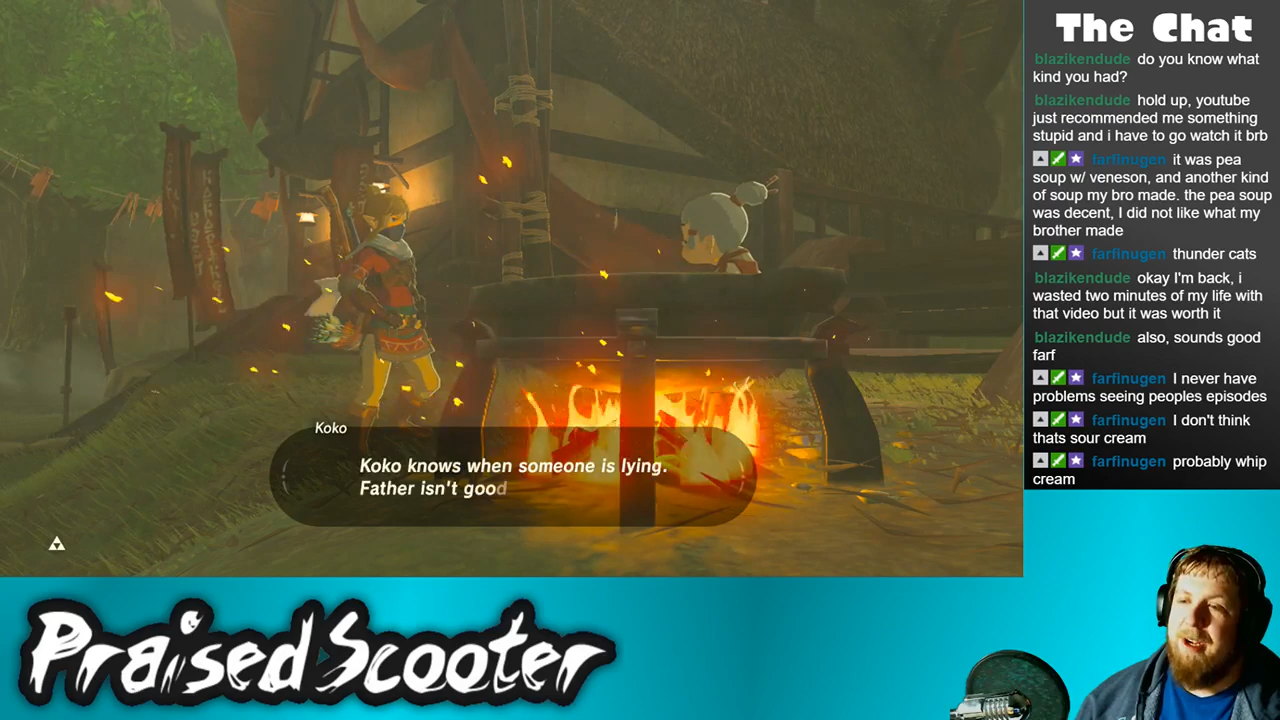 The Chat
blazikendude do you know what
kind you had?
blazikendude hold up, youtube
just recommended me something
stupid and i have to go watch it brb
farfinugen it was pea
soup w/ veneson, and another kind
of soup my bro made. the pea soup
was decent, I did not like what my
brother made
farfinugen thunder cats
blazikendude okay I'm back, i
wasted two minutes of my life with
that video but it was worth it
blazikendude also, sounds good
farf
farfinugen I never have
problems seeing peoples episodes
farfinugen I don't think
thats sour cream
farfinugen probably whip
cream
Koko
Koko knows when someone is lying.
Father isn't good
PraisedScooter